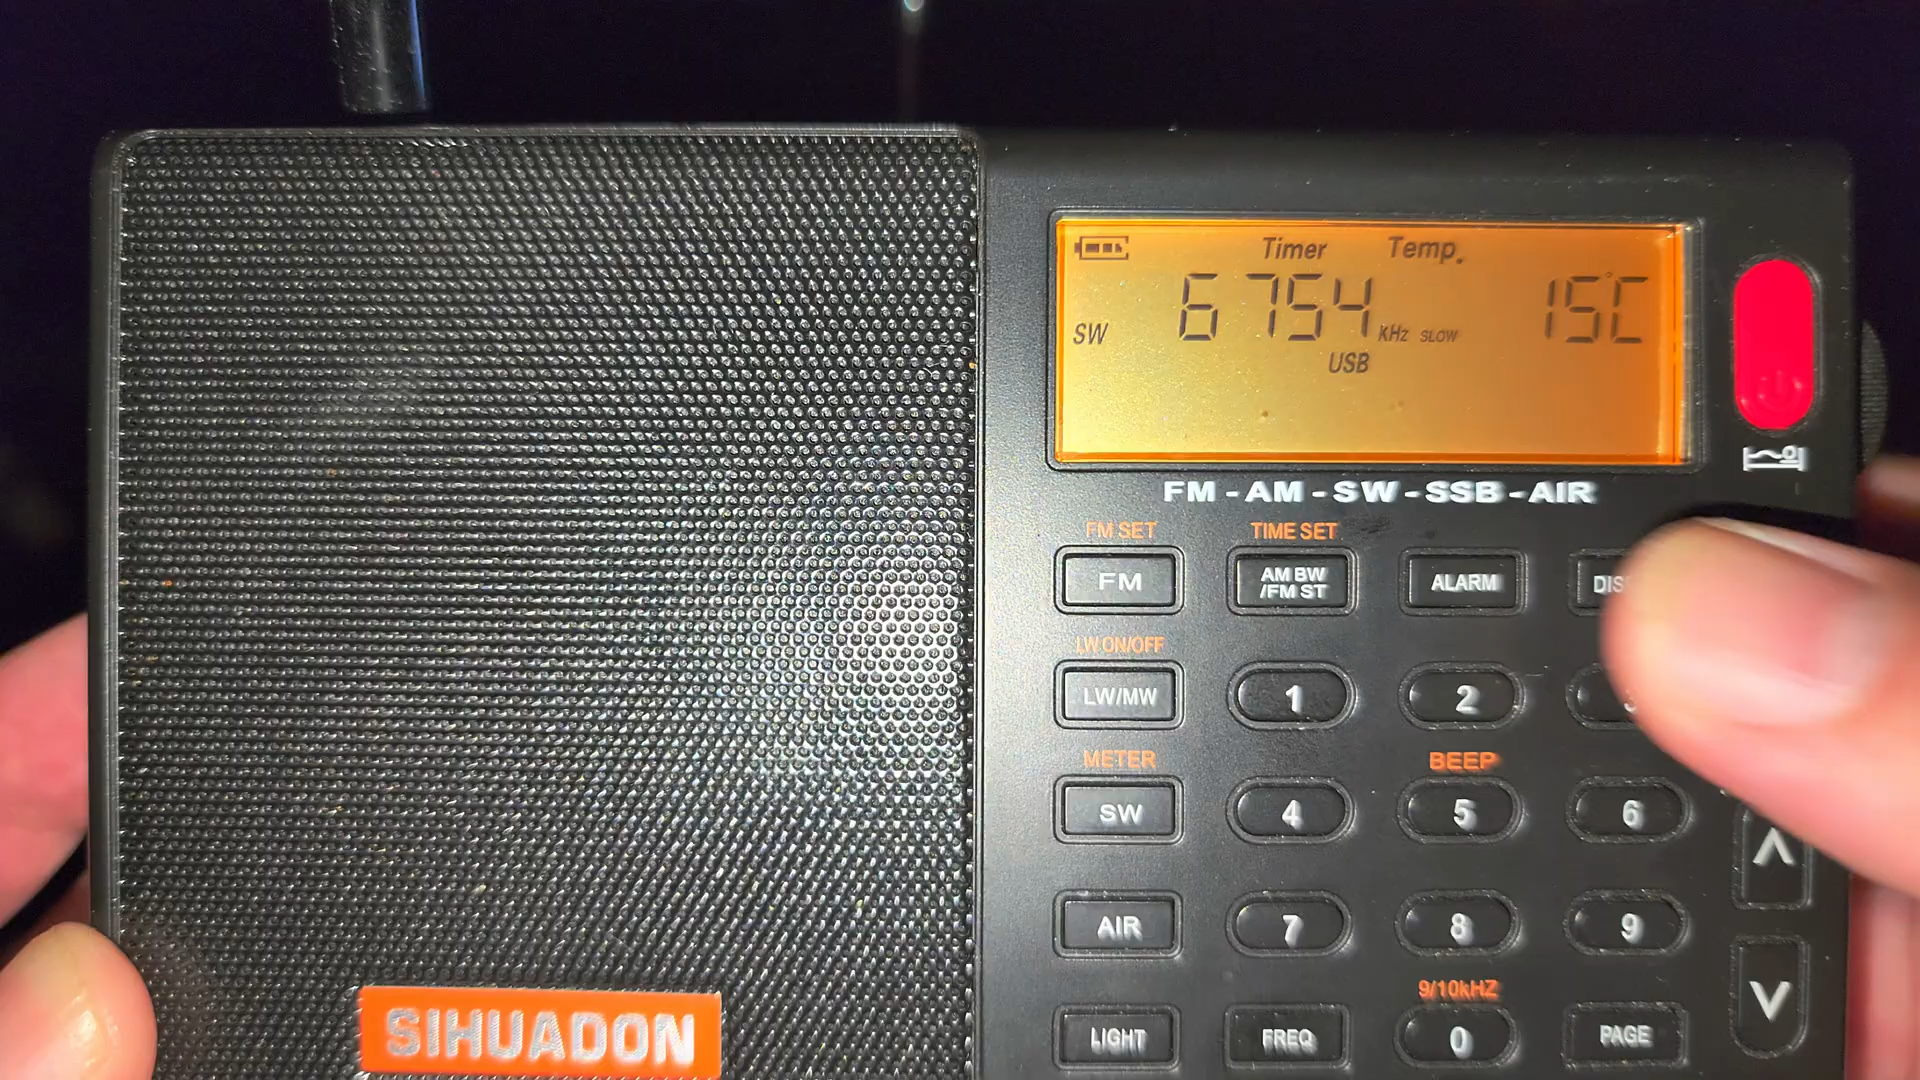 Timer Temp.
SW 6754 kHz SLOW 15°C
USB
FM-AM-SW-SSB-AIR
FM SET TIME SET
FM AM BW ALARM
/FM ST
LW ON/OFF
LW/MW 1 2
METER BEEP
SW 4 5 6
AIR 7 8 9
9/10kHZ
LIGHT FREQ 0 PAGE
SIHUADON